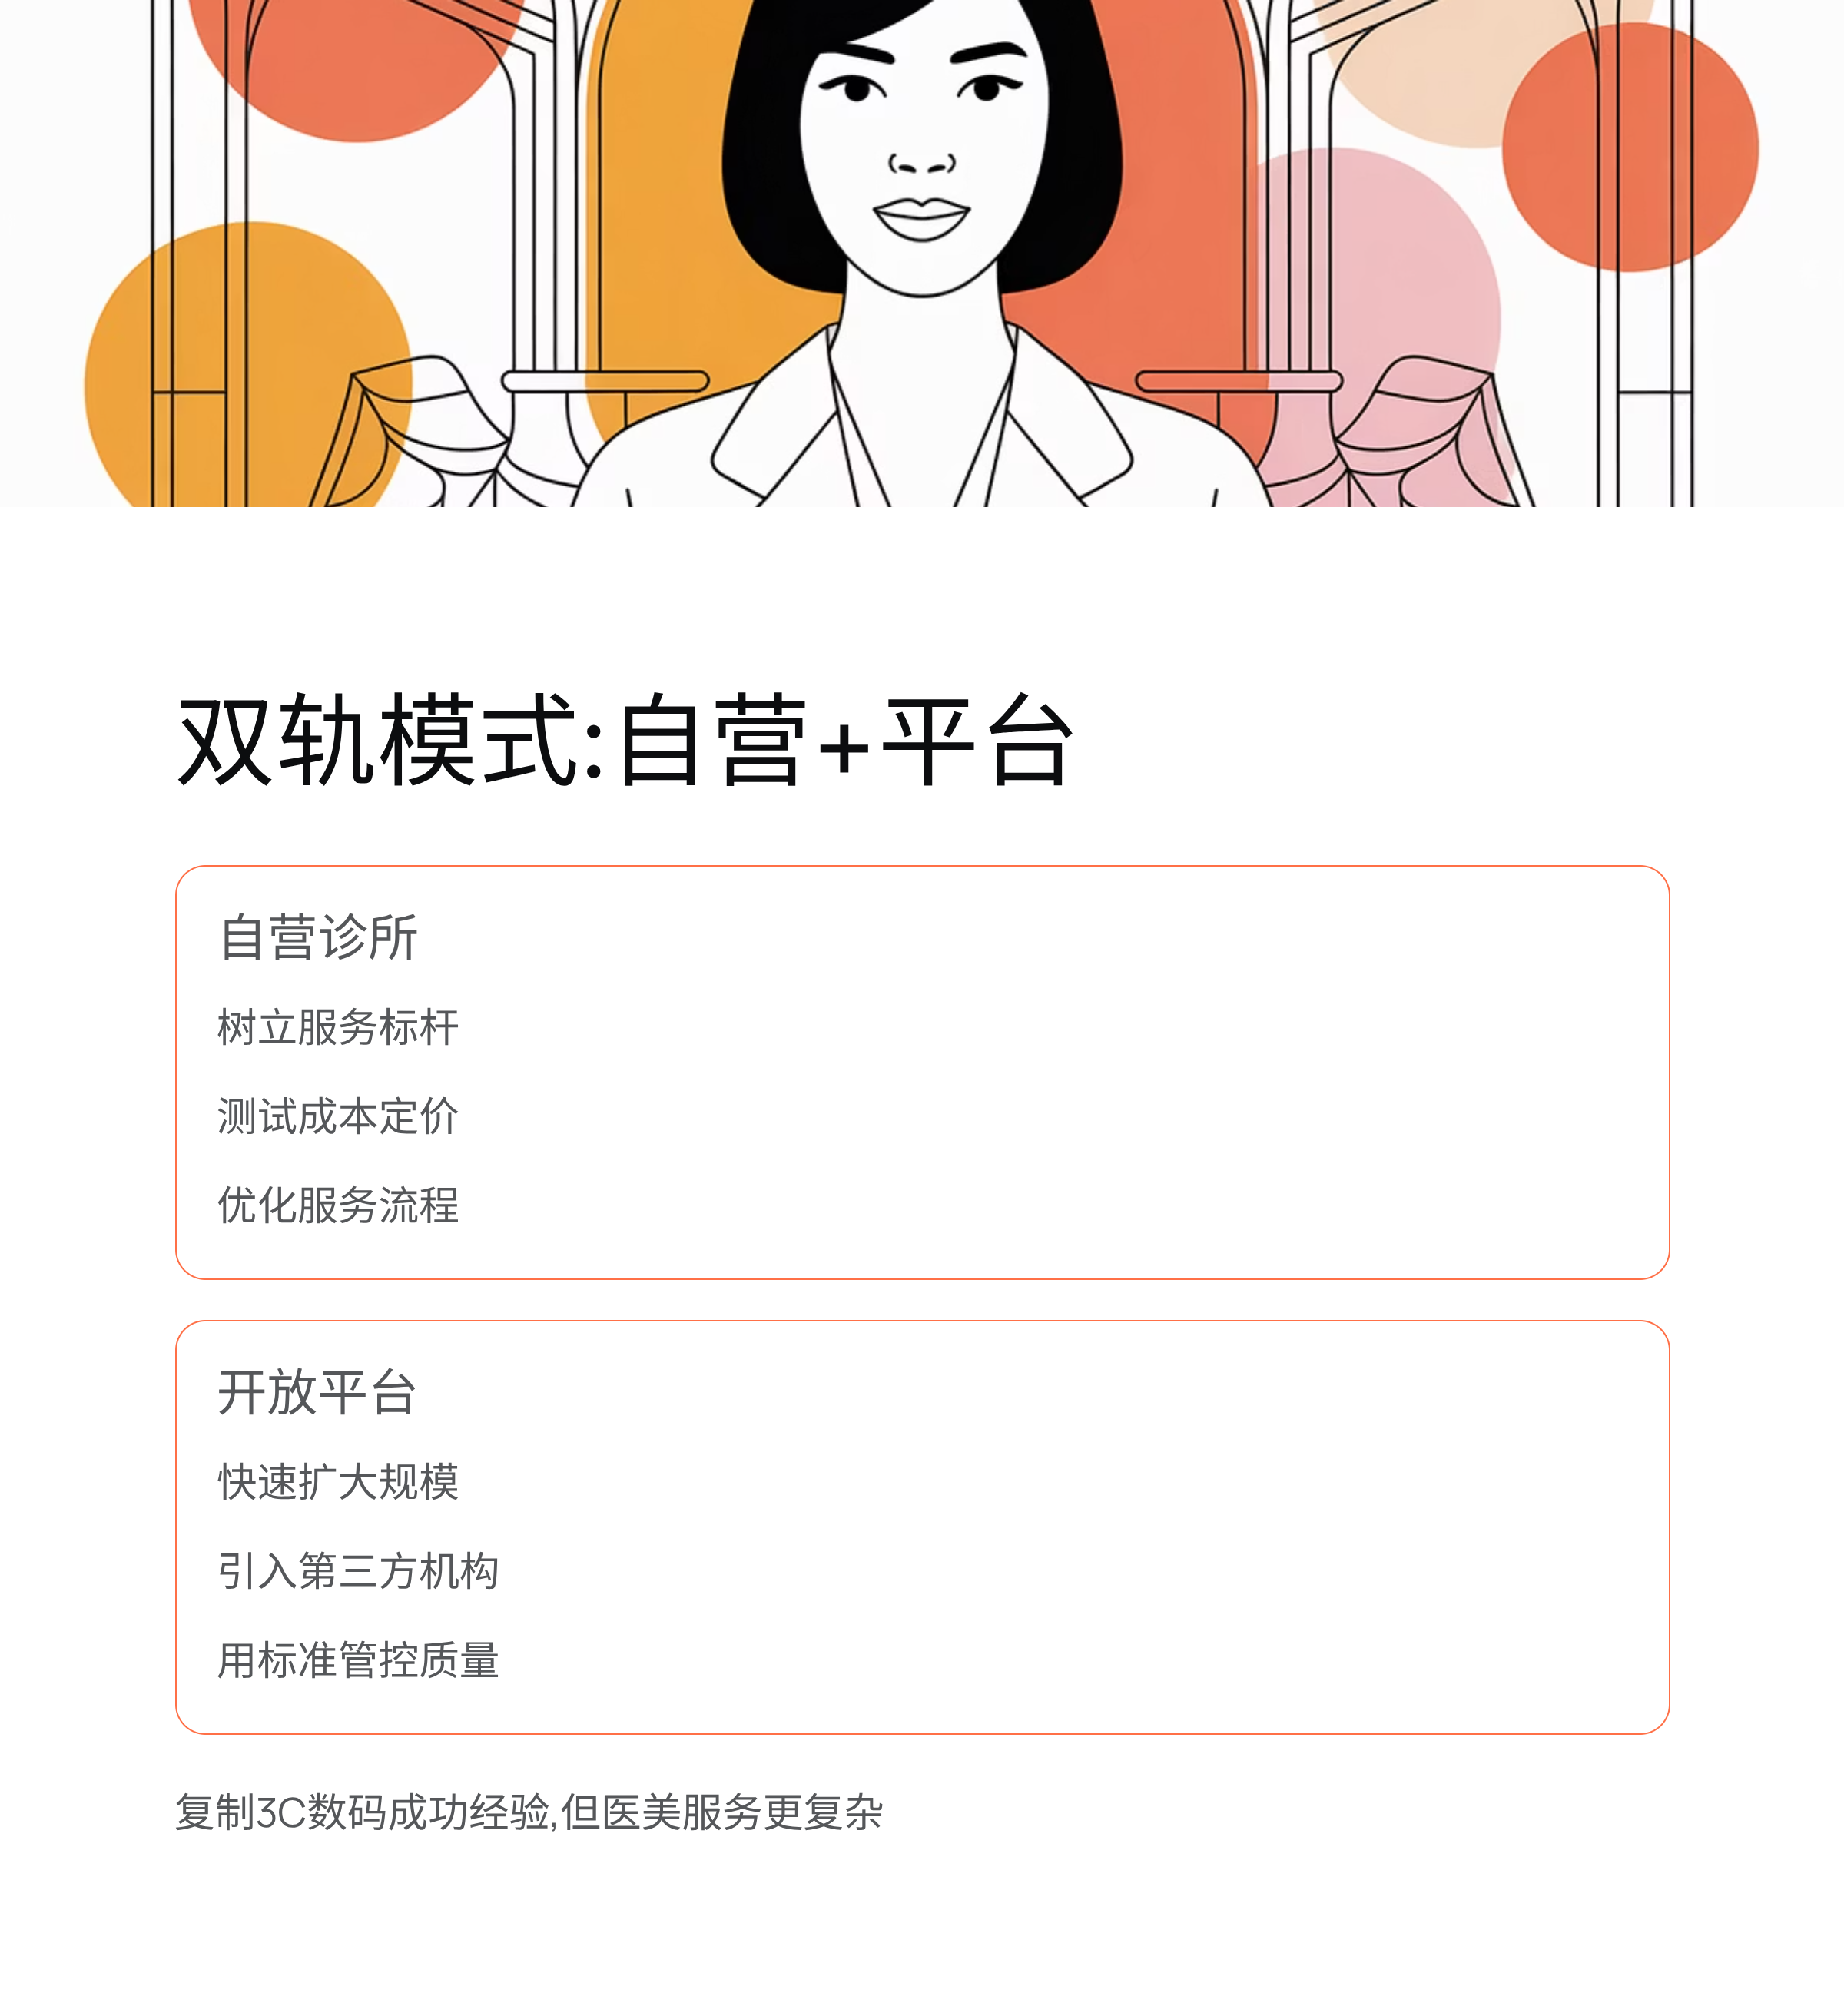 双轨模式:自营+平台
自营诊所
树立服务标杆
测试成本定价
优化服务流程
开放平台
快速扩大规模
引入第三方机构
用标准管控质量
复制3C数码成功经验,但医美服务更复杂